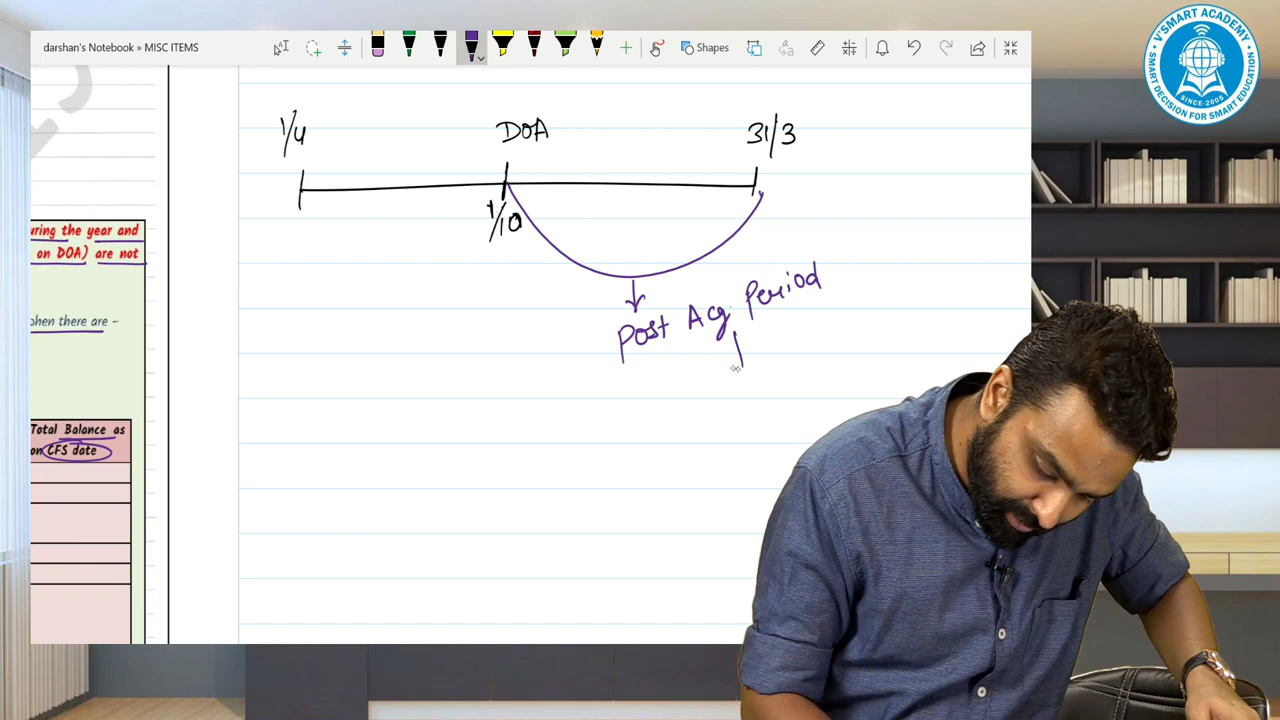 darshan's Notebook » MISC ITEMS
Shapes
V'SMART ACADEMY
SMART DECISION FOR SMART EDUCATION
SINCE-2005
1/4
DOA
31/3
1/10
uring the year and
on DOA) are not
when there are -
Post Acq Period
Total Balance as
on CFS date